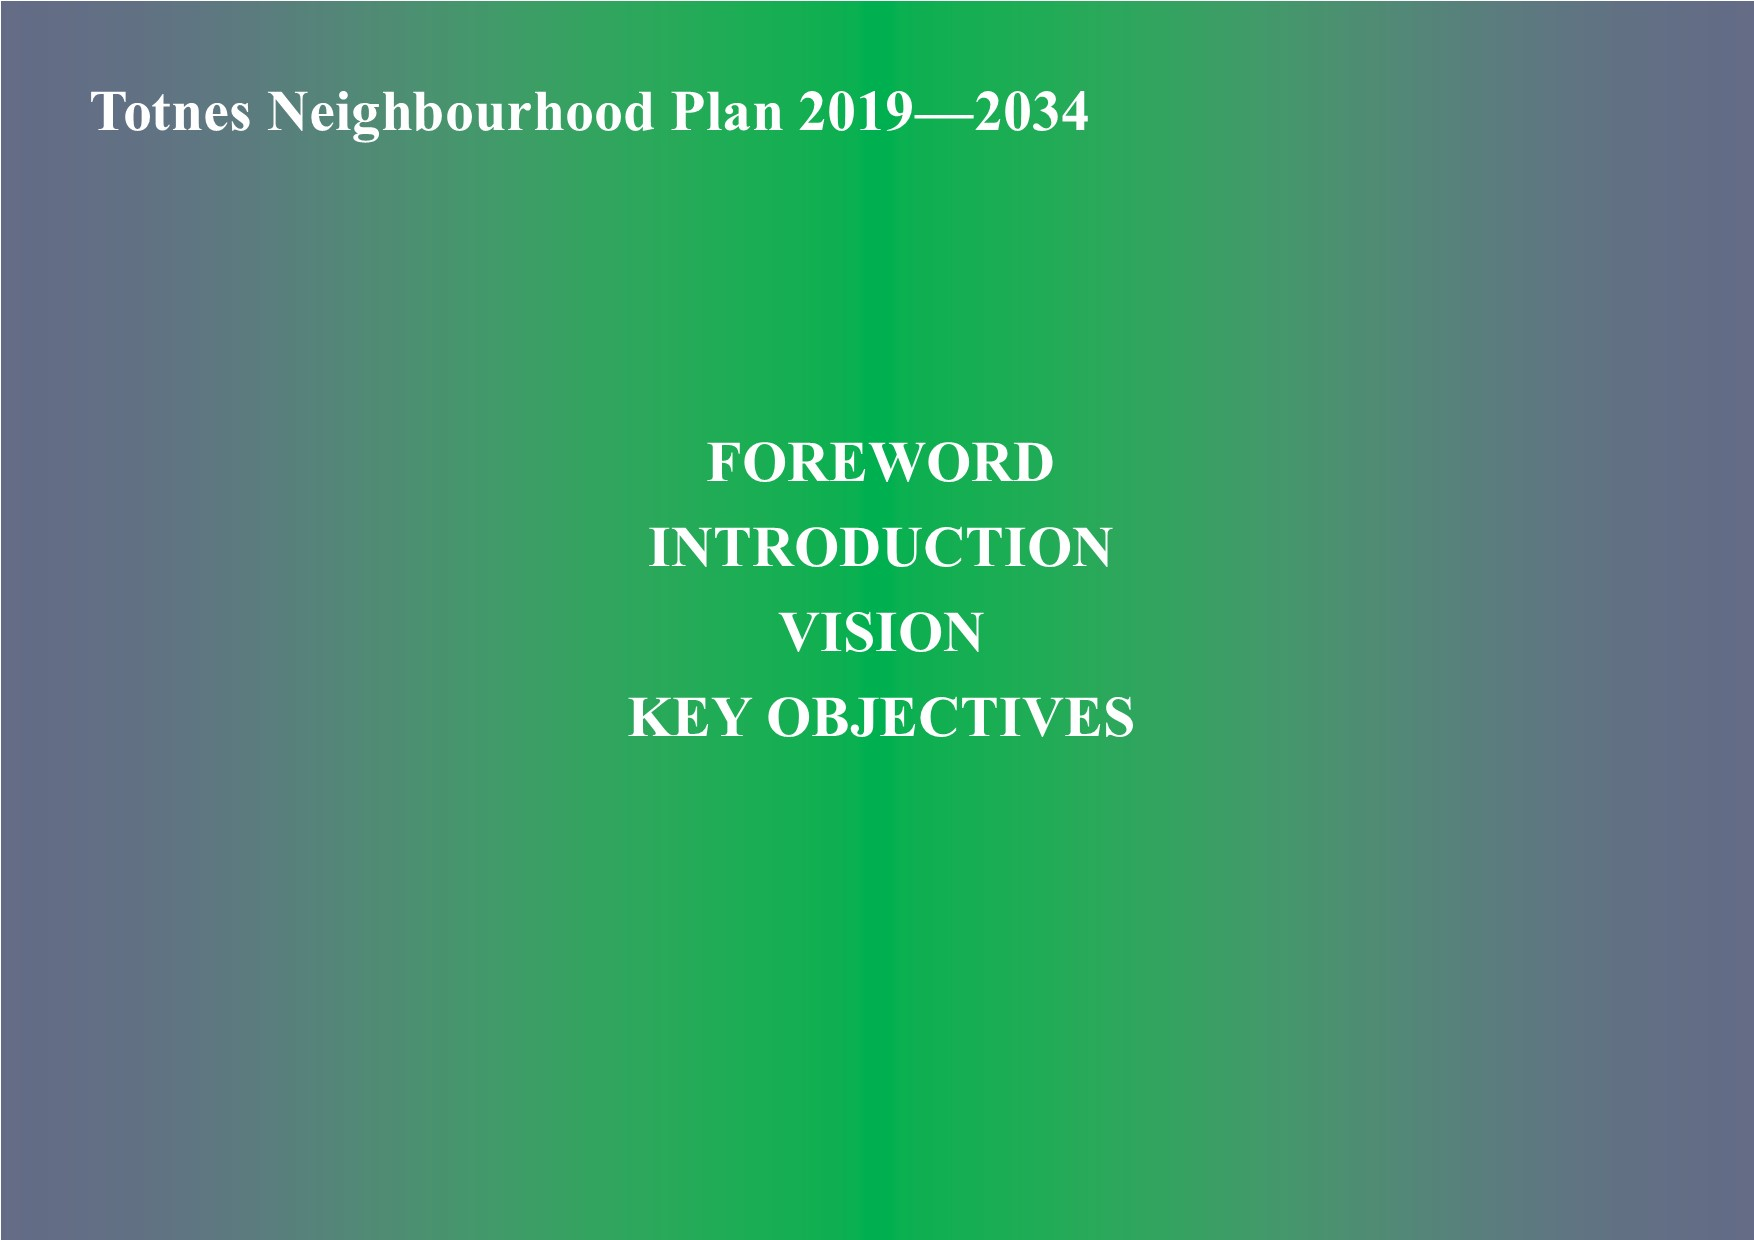 Totnes Neighbourhood Plan 2019—2034
FOREWORD
INTRODUCTION
VISION
KEY OBJECTIVES